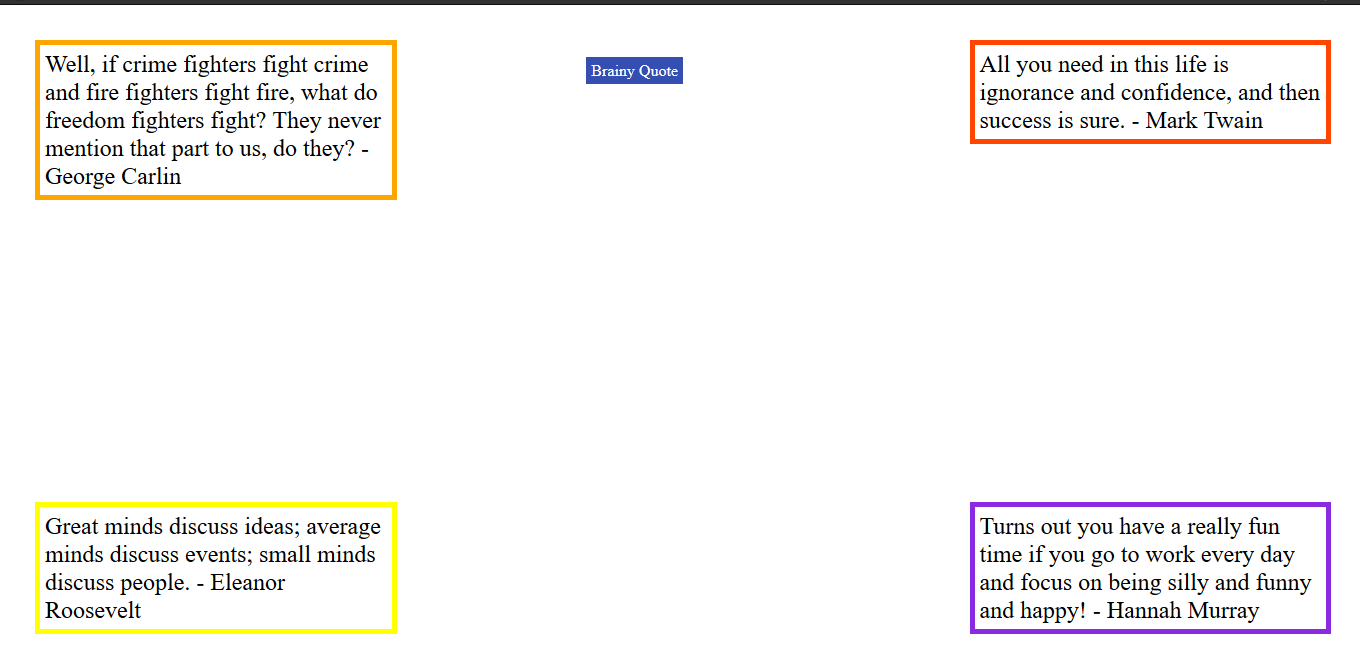 Well, if crime fighters fight crime
and fire fighters fight fire, what do
freedom fighters fight? They never
mention that part to us, do they? -
George Carlin
Brainy Quote
All you need in this life is
ignorance and confidence, and then
success is sure. - Mark Twain
Great minds discuss ideas; average
minds discuss events; small minds
discuss people. - Eleanor
Roosevelt
Turns out you have a really fun
time if you go to work every day
and focus on being silly and funny
and happy! - Hannah Murray